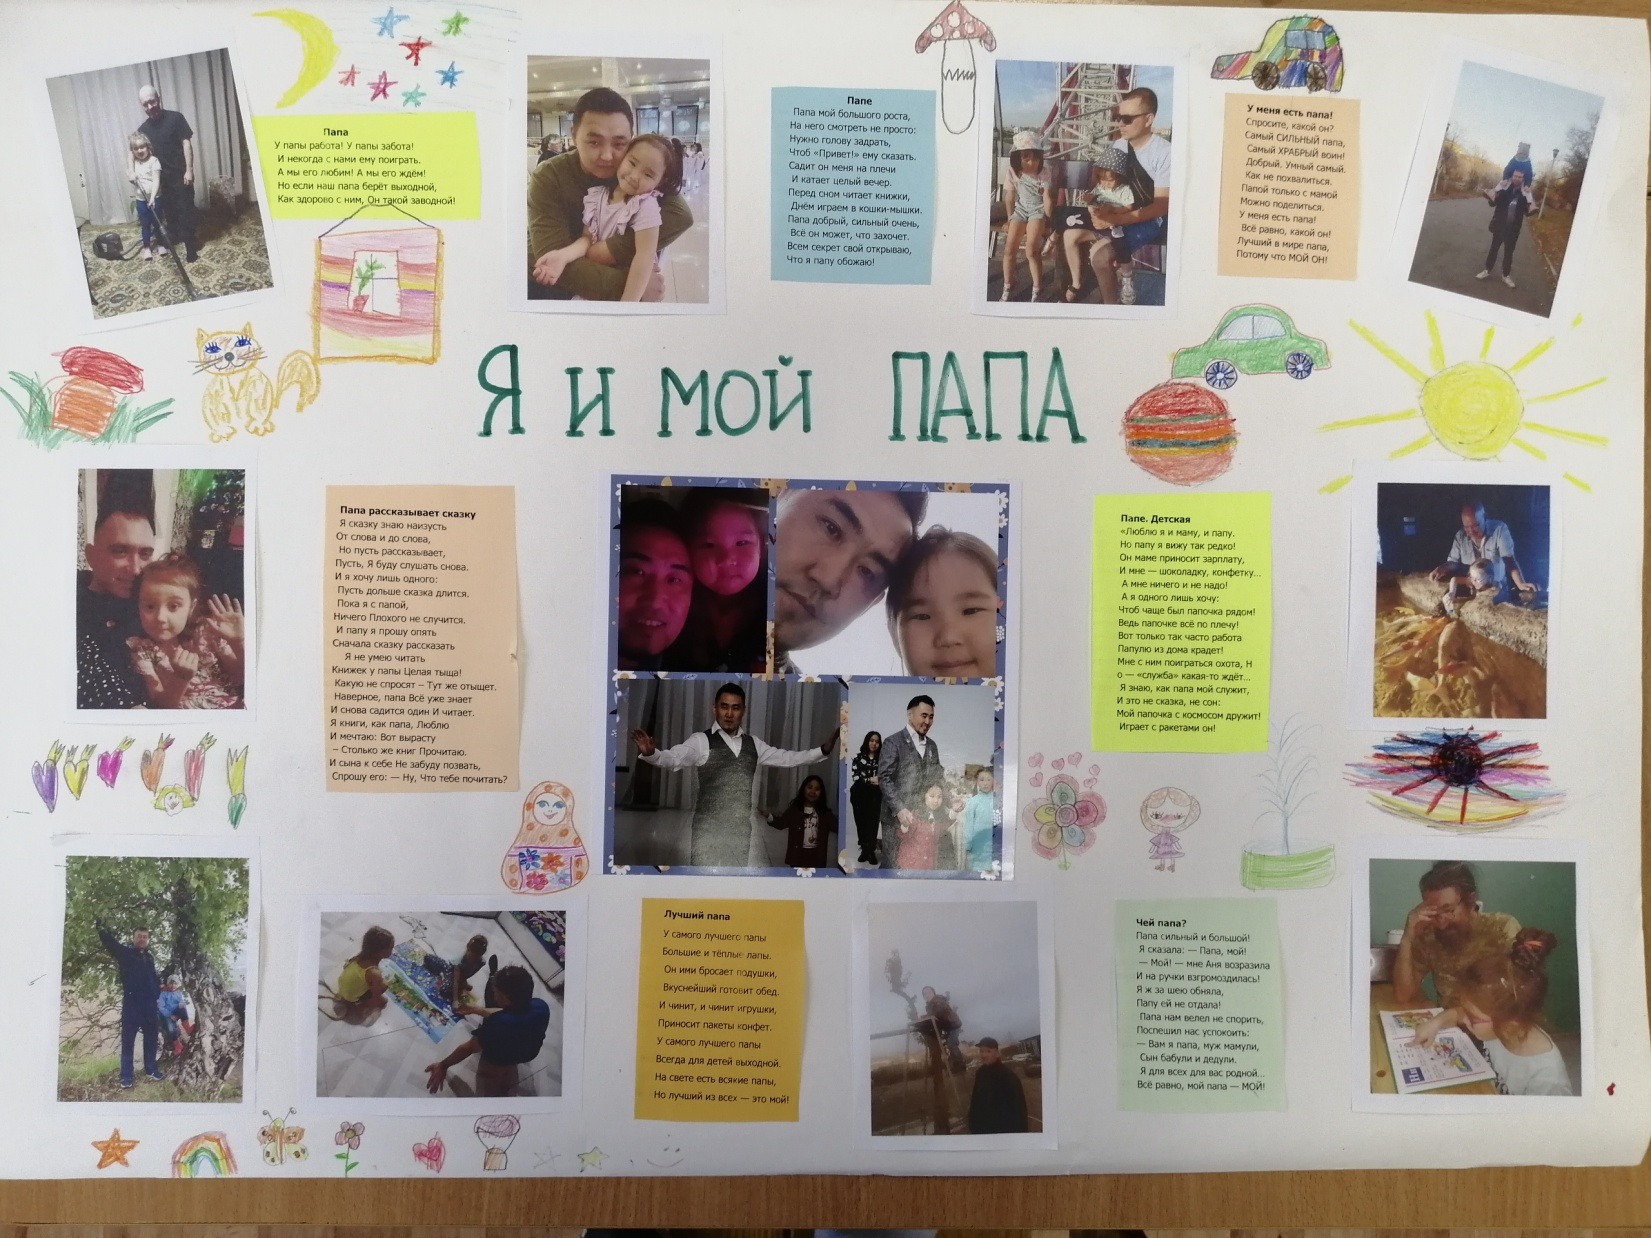 Папа
У папы работа! У папы забота!
И некогда с нами ему поиграть.
А мы его любим! А мы его ждём!
Но если наш папа берёт выходной,
Как здорово с ним, Он такой заводной!
Папе
Папа мой большого роста,
На него смотреть не просто:
Нужно голову задрать,
Чтоб «Привет!» ему сказать.
Садит он меня на плечи
И катает целый вечер.
Перед сном читает книжки,
Днём играем в кошки-мышки.
Папа добрый, сильный очень,
Всё он может, что захочет.
Всем секрет свой открываю,
Что я папу обожаю!
У меня есть папа!
Спросите, какой он?
Самый СИЛЬНЫЙ папа,
Самый ХРАБРЫЙ воин!
Добрый. Умный самый.
Как не похвалиться.
Папой только с мамой
Можно поделиться.
У меня есть папа!
Всё равно, какой он!
Лучший в мире папа,
Потому что МОЙ ОН!
Я И МОЙ ПАПА
Папа рассказывает сказку
Я сказку знаю наизусть
От слова и до слова,
Но пусть рассказывает,
Пусть, Я буду слушать снова.
И я хочу лишь одного:
Пусть дольше сказка длится.
Пока я с папой,
Ничего Плохого не случится.
И папу я прошу опять
Сначала сказку рассказать
Я не умею читать
Книжек у папы Целая тыща!
Какую не спросят – Тут же отыщет.
Наверное, папа Всё уже знает
И снова садится один И читает.
Я книги, как папа, Люблю
И мечтаю: Вот вырасту
– Столько же книг Прочитаю.
И сына к себе Не забуду позвать,
Спрошу его: — Ну, Что тебе почитать?
Папе. Детская
«Люблю я и маму, и папу.
Но папу я вижу так редко!
Он маме приносит зарплату,
И мне — шоколадку, конфетку...
А мне ничего и не надо!
А я одного лишь хочу:
Чтоб чаще был папочка рядом!
Ведь папочке всё по плечу!
Вот только так часто работа
Папулю из дома крадет!
Мне с ним поиграться охота, Н
о — «служба» какая-то ждёт...
Я знаю, как папа мой служит,
И это не сказка, не сон:
Мой папочка с космосом дружит!
Играет с ракетами он!
Лучший папа
У самого лучшего папы
Большие и тёплые лапы.
Он ими бросает подушки,
Вкуснейший готовит обед.
И чинит, и чинит игрушки,
Приносит пакеты конфет.
У самого лучшего папы
Всегда для детей выходной.
На свете есть всякие папы,
Но лучший из всех — это мой!
Чей папа?
Папа сильный и большой!
Я сказала: — Папа, мой!
— Мой! — мне Аня возразила
И на ручки взгромоздилась!
Я ж за шею обняла,
Папу ей не отдала!
Папа нам велел не спорить,
Поспешил нас успокоить:
— Вам я папа, муж мамули,
Сын бабули и дедули.
Я для всех для вас родной...
Всё равно, мой папа — МОЙ!